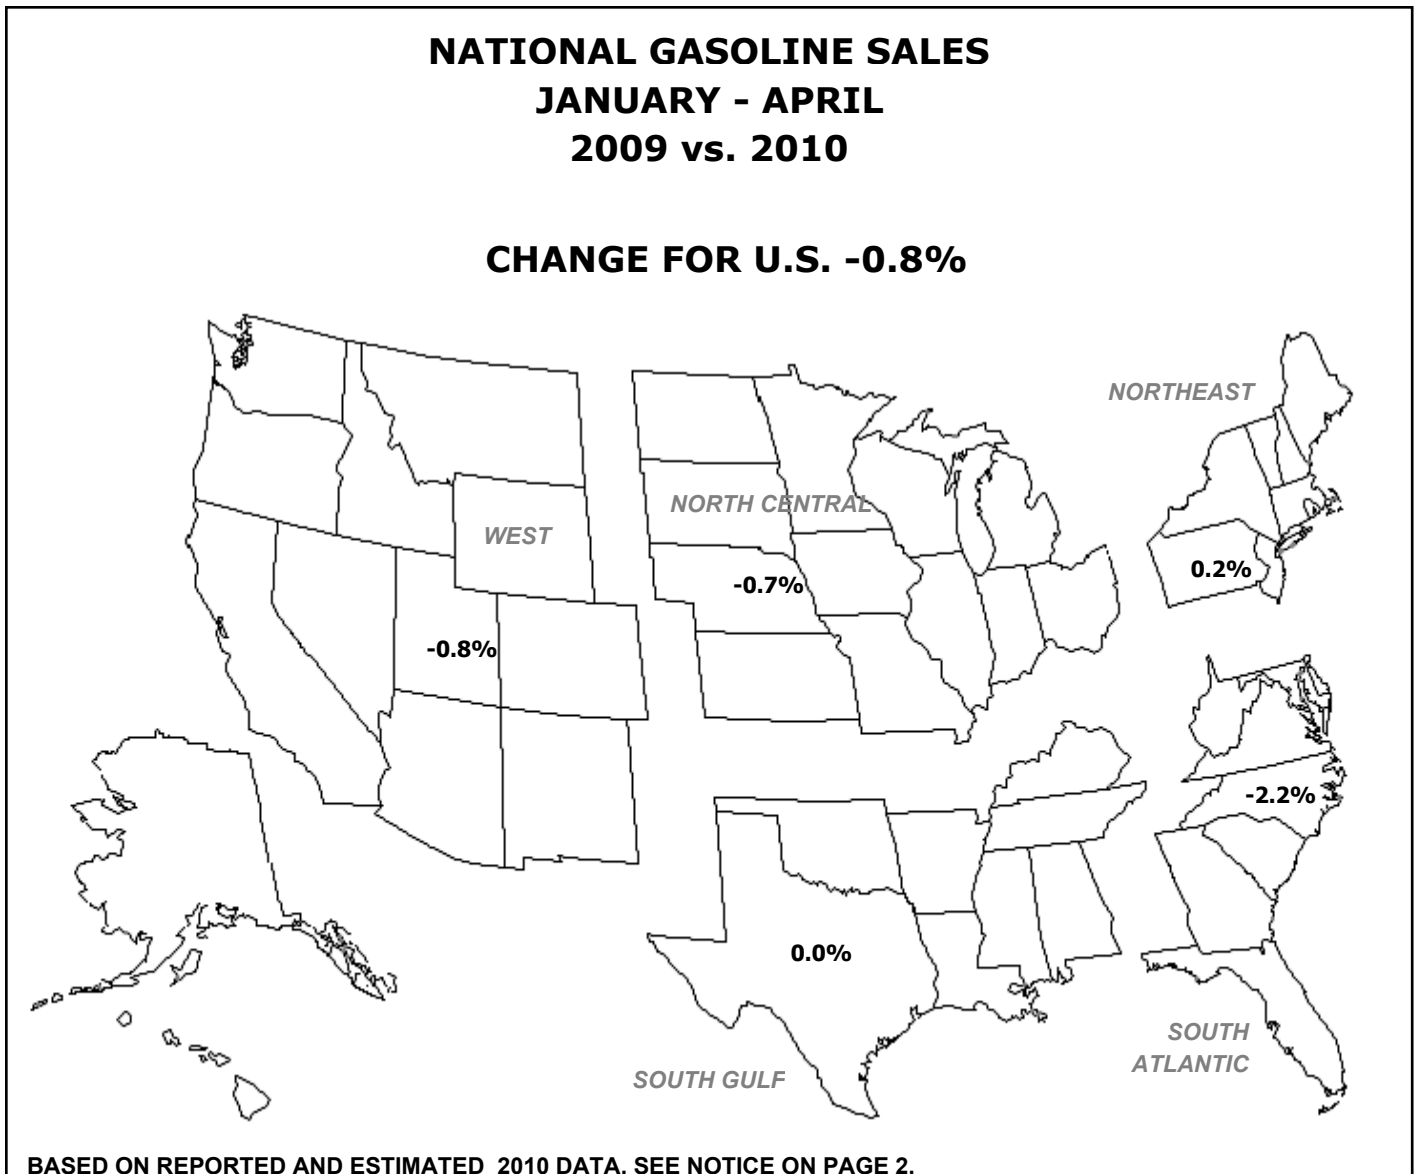 NATIONAL GASOLINE SALES
JANUARY - APRIL
2009 vs. 2010
CHANGE FOR U.S. -0.8%
NORTHEAST
NORTH CENTRAL
WEST
0.2%
-0.7%
-0.8%
-2.2%
0.0%
SOUTH
ATLANTIC
SOUTH GULF
BASED ON REPORTED AND ESTIMATED  2010 DATA. SEE NOTICE ON PAGE 2.